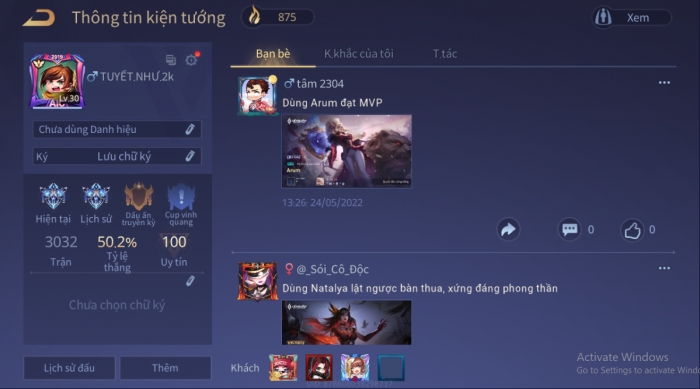 Thông tin kiện tướng
875
Xem
2019
Lv.30
TUYẾT.NHƯ.2k
Chưa dùng Danh hiệu
Ký Lưu chữ ký
Hiện tại
Lịch sử
Dấu ấn truyền kỳ
Cup vinh quang
3032
Trận
50.2%
Tỷ lệ thắng
100
Uy tín
Chưa chọn chữ ký
Lịch sử đấu
Thêm
Bạn bè
K.khắc của tôi
T.tác
tâm 2304
Dùng Arum đạt MVP
Arum
13:26: 24/05/2022
0
0
@_Sói_Cô_Độc
Dùng Natalya lật ngược bàn thua, xứng đáng phong thần
Khách
Activate Windows
Go to Settings to activate Wind